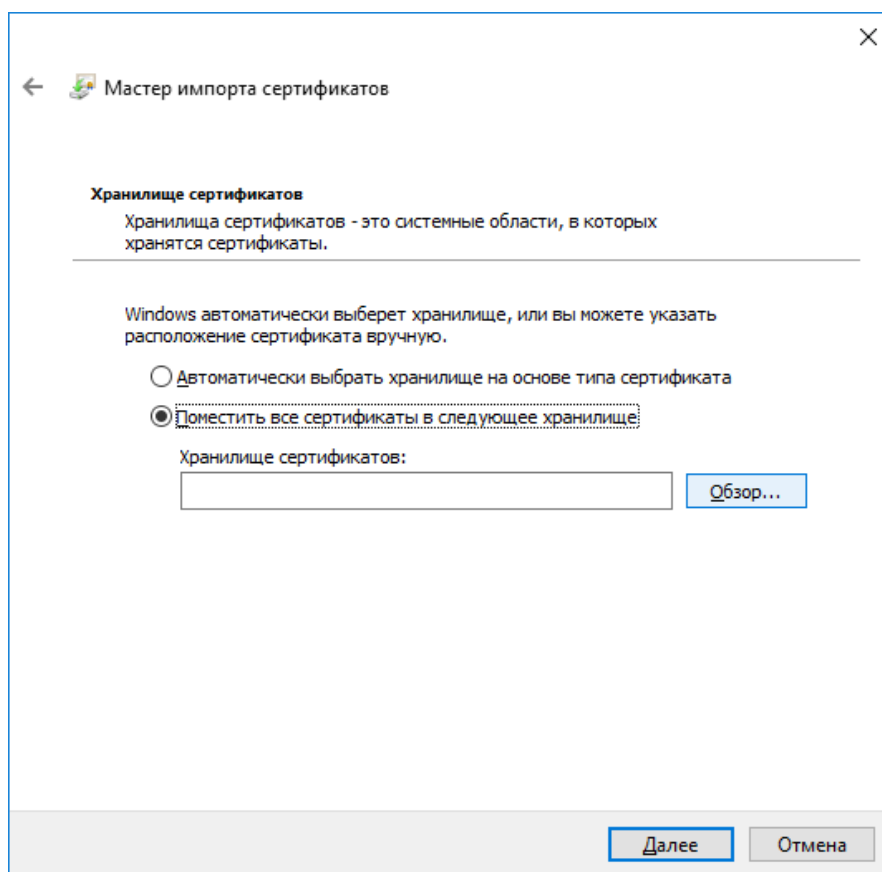 Мастер импорта сертификатов
Хранилище сертификатов
Хранилища сертификатов - это системные области, в которых
хранятся сертификаты.
Windows автоматически выберет хранилище, или вы можете указать
расположение сертификата вручную.
Автоматически выбрать хранилище на основе типа сертификата
Поместить все сертификаты в следующее хранилище
Хранилище сертификатов:
Обзор...
Далее Отмена